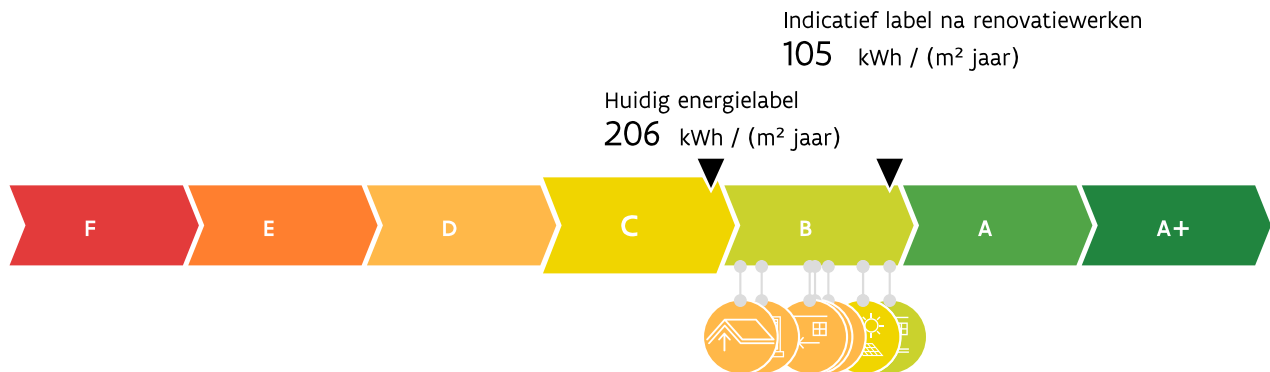 Indicatief label na renovatiewerken
105 kWh / (m² jaar)
Huidig energielabel
206 kWh / (m² jaar)
F E D C B A A+